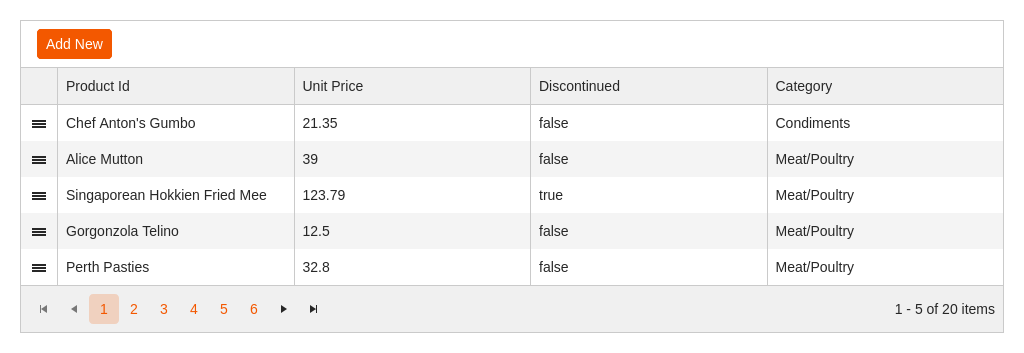 Add New
Product Id Unit Price Discontinued Category
Chef Anton's Gumbo 21.35 false Condiments
Alice Mutton 39 false Meat/Poultry
Singaporean Hokkien Fried Mee 123.79 true Meat/Poultry
Gorgonzola Telino 12.5 false Meat/Poultry
Perth Pasties 32.8 false Meat/Poultry
1 2 3 4 5 6 1 - 5 of 20 items